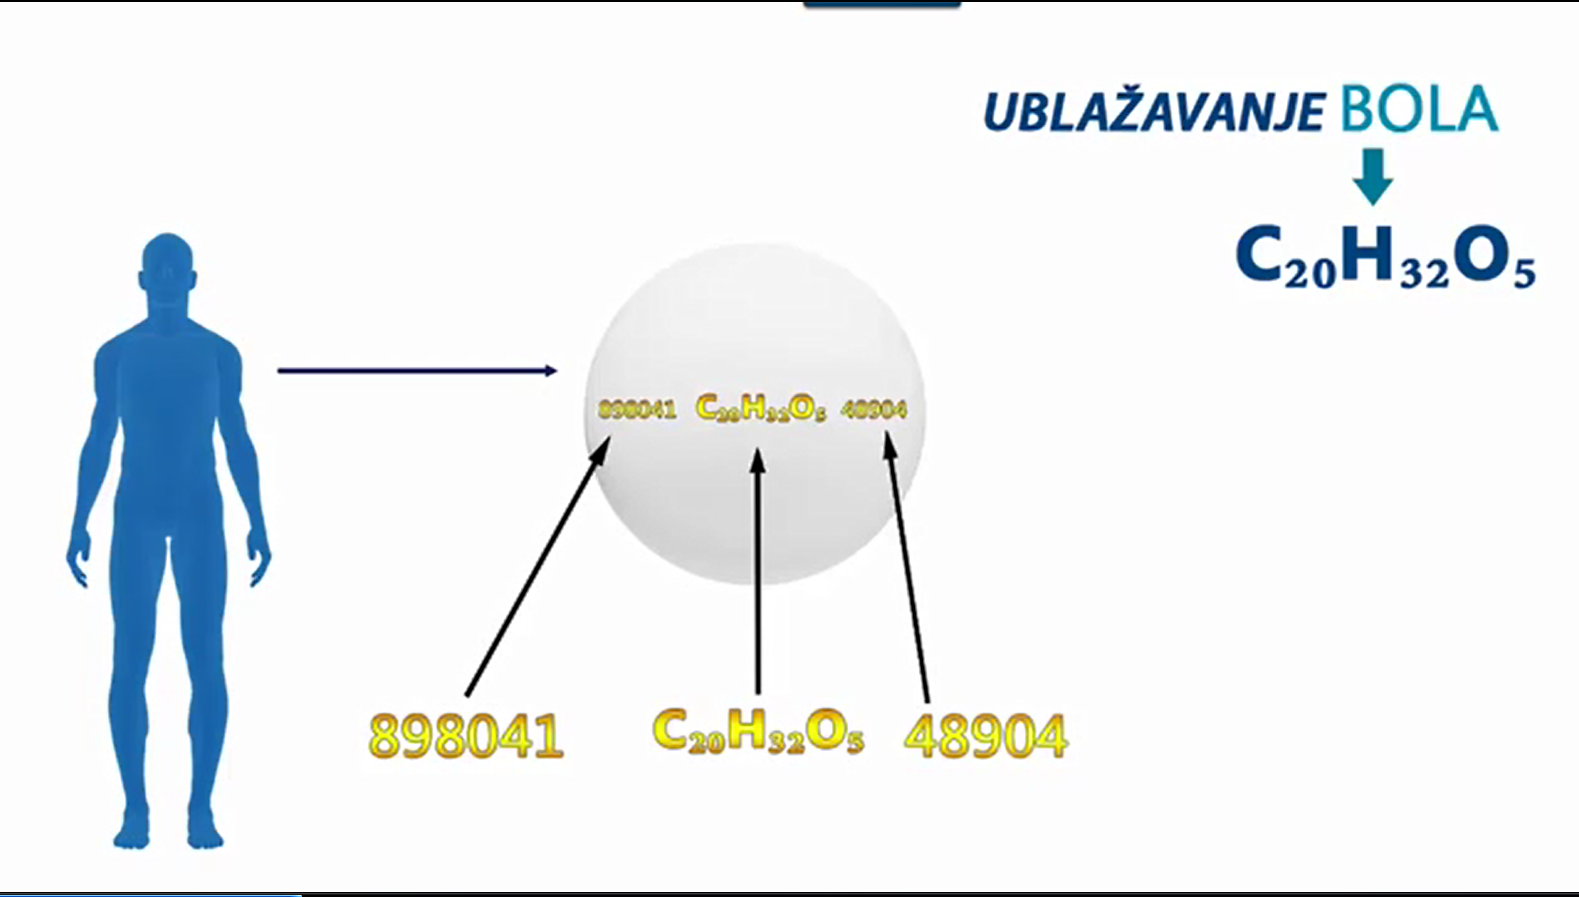 UBLAŽAVANJE BOLA
C₂₀H₃₂O₅
898041 C₂₀H₃₂O₅ 48904
898041 C₂₀H₃₂O₅ 48904